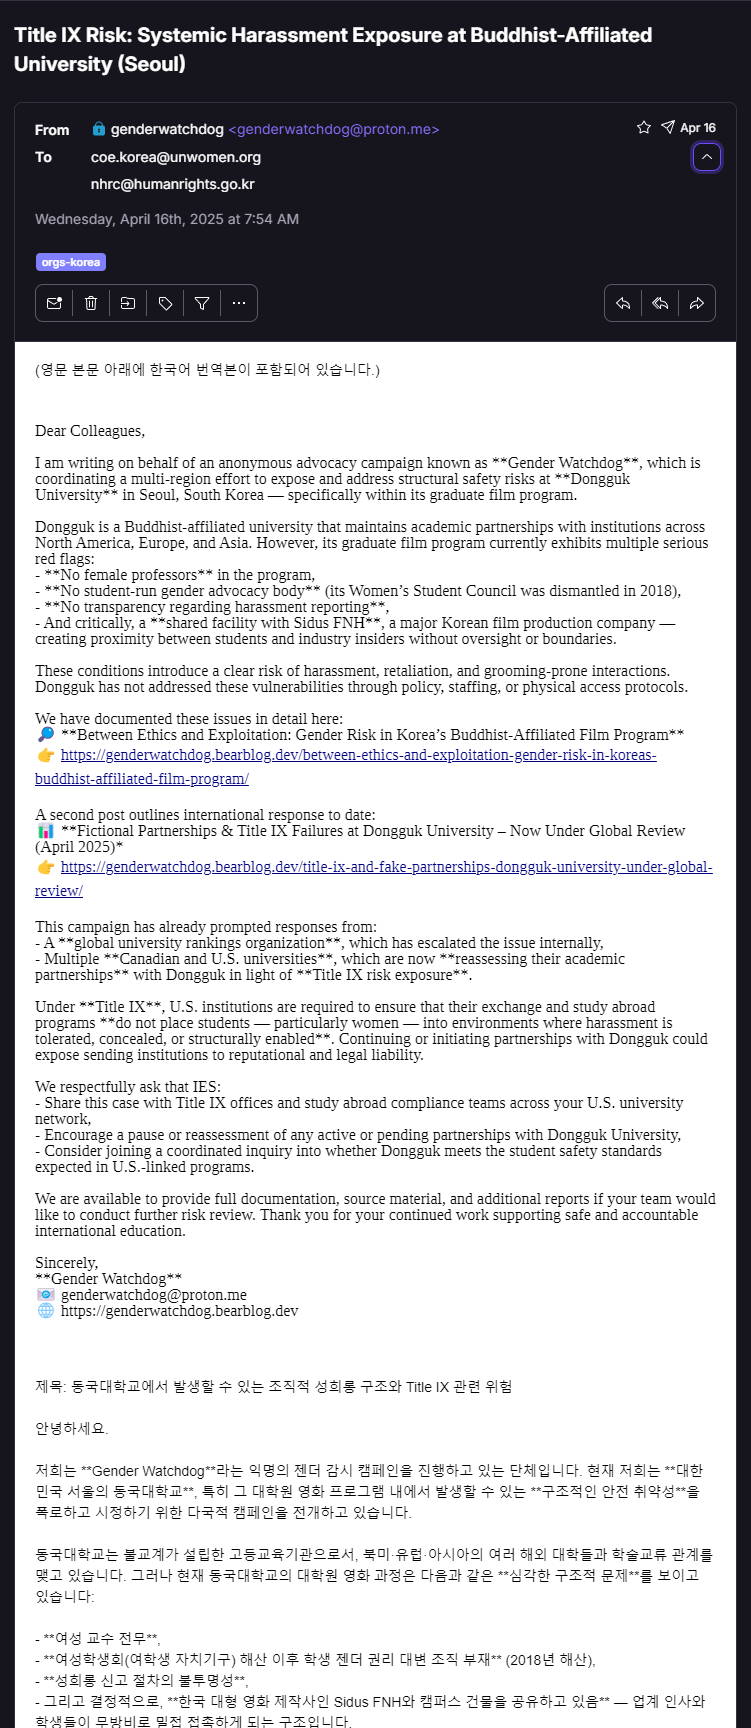 Title IX Risk: Systemic Harassment Exposure at Buddhist-Affiliated
University (Seoul)
From genderwatchdog <genderwatchdog@proton.me> Apr 16
To coe.korea@unwomen.org
nhrc@humanrights.go.kr
Wednesday, April 16th, 2025 at 7:54 AM
orgs-korea
(영문 본문 아래에 한국어 번역본이 포함되어 있습니다.)
Dear Colleagues,
I am writing on behalf of an anonymous advocacy campaign known as **Gender Watchdog**, which is
coordinating a multi-region effort to expose and address structural safety risks at **Dongguk
University** in Seoul, South Korea — specifically within its graduate film program.
Dongguk is a Buddhist-affiliated university that maintains academic partnerships with institutions across
North America, Europe, and Asia. However, its graduate film program currently exhibits multiple serious
red flags:
- **No female professors** in the program,
- **No student-run gender advocacy body** (its Women’s Student Council was dismantled in 2018),
- **No transparency regarding harassment reporting**,
- And critically, a **shared facility with Sidus FNH**, a major Korean film production company —
creating proximity between students and industry insiders without oversight or boundaries.
These conditions introduce a clear risk of harassment, retaliation, and grooming-prone interactions.
Dongguk has not addressed these vulnerabilities through policy, staffing, or physical access protocols.
We have documented these issues in detail here:
🔎 **Between Ethics and Exploitation: Gender Risk in Korea’s Buddhist-Affiliated Film Program**
👉 https://genderwatchdog.bearblog.dev/between-ethics-and-exploitation-gender-risk-in-koreas-
buddhist-affiliated-film-program/
A second post outlines international response to date:
📊 **Fictional Partnerships & Title IX Failures at Dongguk University – Now Under Global Review
(April 2025)*
👉 https://genderwatchdog.bearblog.dev/title-ix-and-fake-partnerships-dongguk-university-under-global-
review/
This campaign has already prompted responses from:
- A **global university rankings organization**, which has escalated the issue internally,
- Multiple **Canadian and U.S. universities**, which are now **reassessing their academic
partnerships** with Dongguk in light of **Title IX risk exposure**.
Under **Title IX**, U.S. institutions are required to ensure that their exchange and study abroad
programs **do not place students — particularly women — into environments where harassment is
tolerated, concealed, or structurally enabled**. Continuing or initiating partnerships with Dongguk could
expose sending institutions to reputational and legal liability.
We respectfully ask that IES:
- Share this case with Title IX offices and study abroad compliance teams across your U.S. university
network,
- Encourage a pause or reassessment of any active or pending partnerships with Dongguk University,
- Consider joining a coordinated inquiry into whether Dongguk meets the student safety standards
expected in U.S.-linked programs.
We are available to provide full documentation, source material, and additional reports if your team would
like to conduct further risk review. Thank you for your continued work supporting safe and accountable
international education.
Sincerely,
**Gender Watchdog**
📧 genderwatchdog@proton.me
🌐 https://genderwatchdog.bearblog.dev
제목: 동국대학교에서 발생할 수 있는 조직적 성희롱 구조와 Title IX 관련 위험
안녕하세요.
저희는 **Gender Watchdog**라는 익명의 젠더 감시 캠페인을 진행하고 있는 단체입니다. 현재 저희는 **대한
민국 서울의 동국대학교**, 특히 그 대학원 영화 프로그램 내에서 발생할 수 있는 **구조적인 안전 취약성**을
폭로하고 시정하기 위한 다국적 캠페인을 전개하고 있습니다.
동국대학교는 불교계가 설립한 고등교육기관으로서, 북미·유럽·아시아의 여러 해외 대학들과 학술교류 관계를
맺고 있습니다. 그러나 현재 동국대학교의 대학원 영화 과정은 다음과 같은 **심각한 구조적 문제**를 보이고
있습니다:
- **여성 교수 전무**,
- **여성학생회(여학생 자치기구) 해산 이후 학생 젠더 권리 대변 조직 부재** (2018년 해산),
- **성희롱 신고 절차의 불투명성**,
- 그리고 결정적으로, **한국 대형 영화 제작사인 Sidus FNH와 캠퍼스 건물을 공유하고 있음** — 업계 인사와
학생들이 무방비로 밀접 접촉하게 되는 구조입니다.